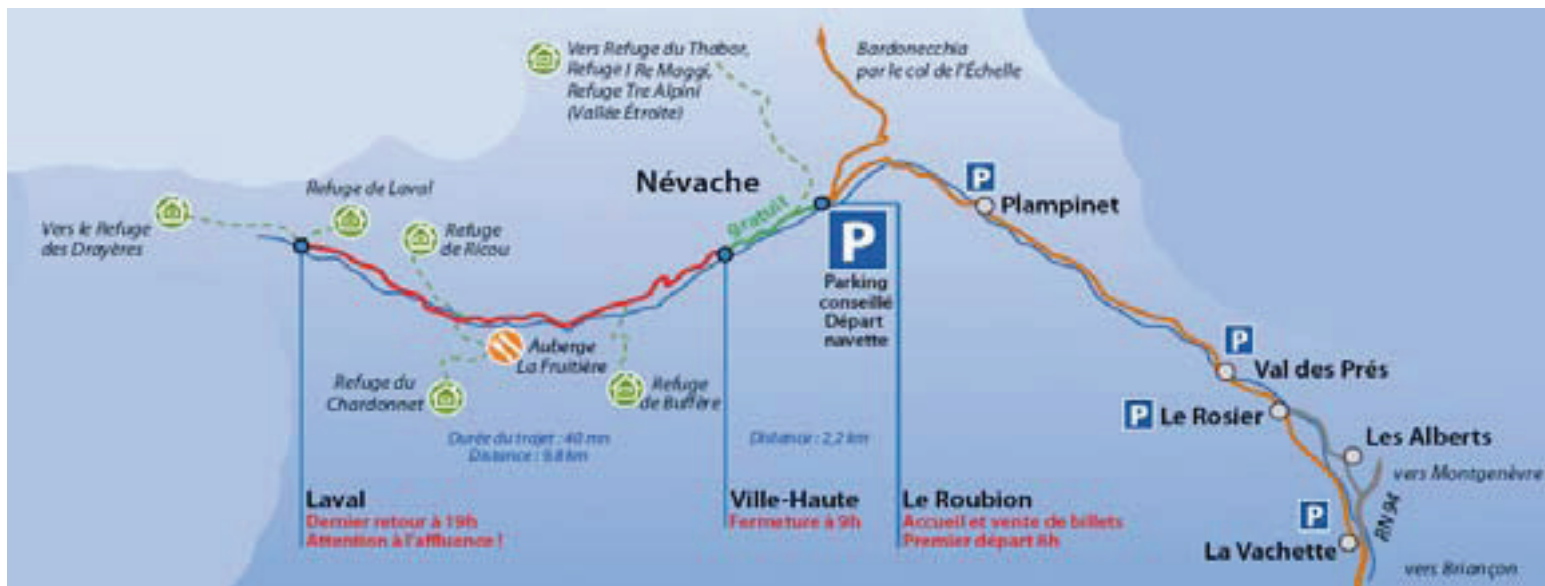 Vers Refuge du Thabor,
Refuge I Re Maggi,
Refuge Tre Alpini
(Vallée Étroite)
Bardonecchia
par le col de l'Échelle
Névache
gratuit
P
Plampinet
Refuge de Laval
Vers le Refuge
des Drayères
Refuge
de Ricou
P
Parking
conseillé
Départ
navette
Auberge
La Fruitière
Refuge du
Chardonnet
Refuge
de Buffère
P
Val des Prés
P
Le Rosier
Les Alberts
vers Montgenèvre
RN 94
P
La Vachette
vers Briançon
Durée du trajet : 40 mn
Distance : 9.8 km
Distance : 2,2 km
Laval
Dernier retour à 19h
Attention à l'affluence !
Ville-Haute
Fermeture à 9h
Le Roubion
Accueil et vente de billets
Premier départ 8h